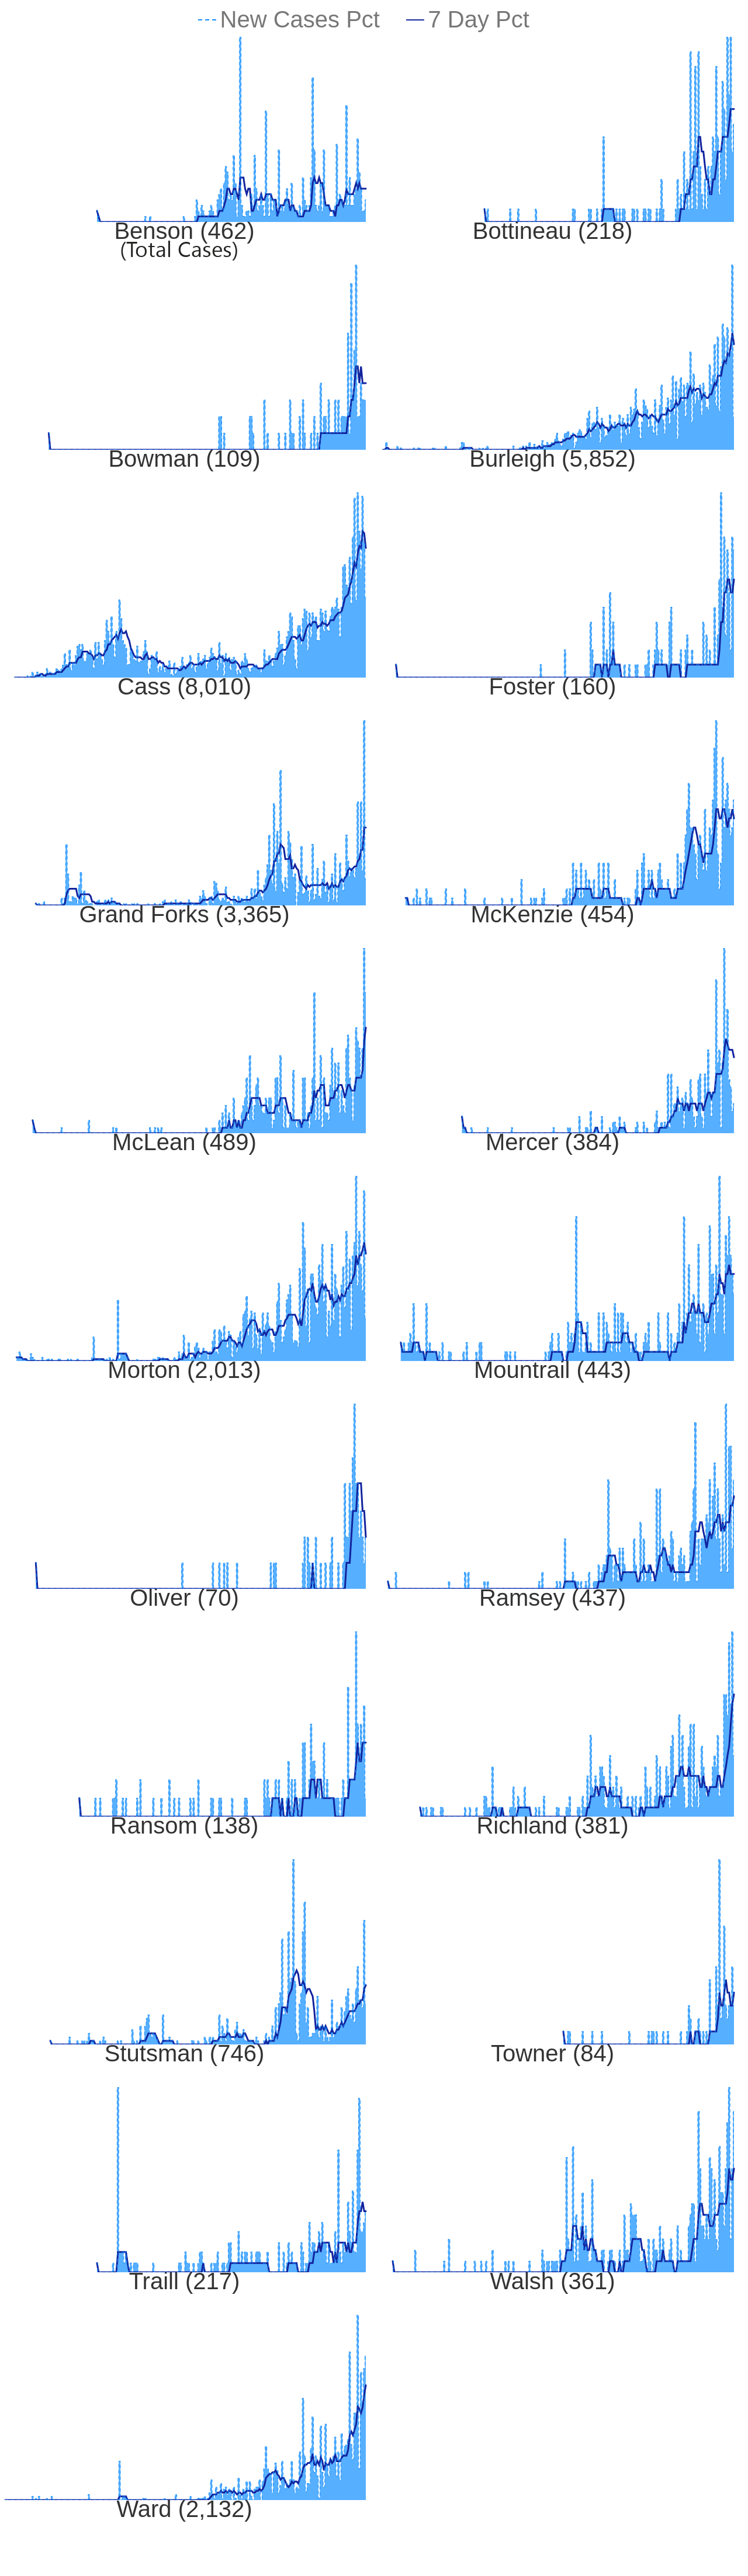 New Cases Pct 7 Day Pct
Benson (462) Bottineau (218)
(Total Cases)
Bowman (109) Burleigh (5,852)
Cass (8,010) Foster (160)
Grand Forks (3,365) McKenzie (454)
McLean (489) Mercer (384)
Morton (2,013) Mountrail (443)
Oliver (70) Ramsey (437)
Ransom (138) Richland (381)
Stutsman (746) Towner (84)
Traill (217) Walsh (361)
Ward (2,132)